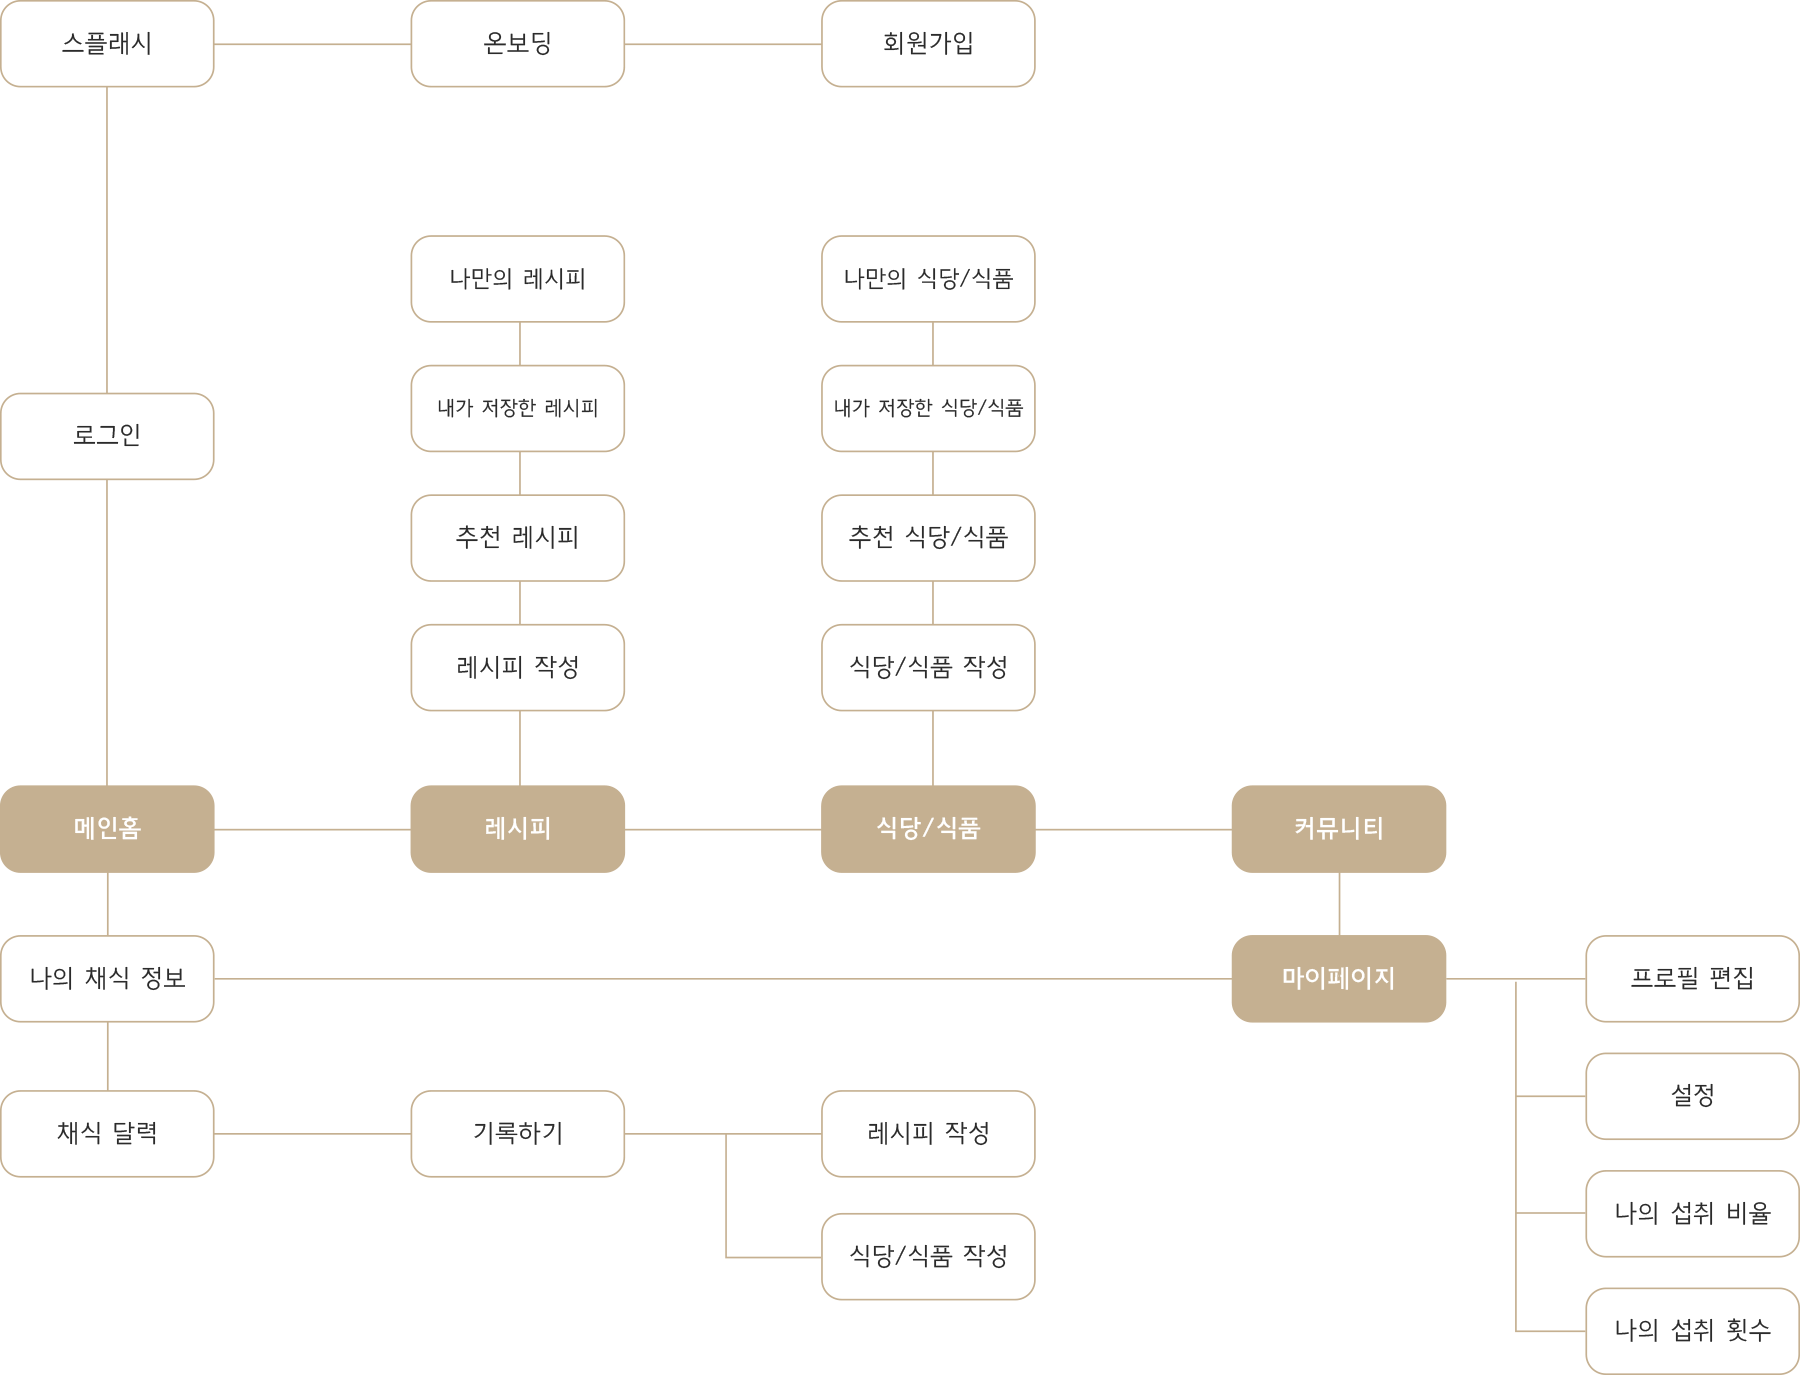 스플래시
온보딩
회원가입
나만의 레시피
나만의 식당/식품
내가 저장한 레시피
내가 저장한 식당/식품
로그인
추천 레시피
추천 식당/식품
레시피 작성
식당/식품 작성
메인홈
레시피
식당/식품
커뮤니티
나의 채식 정보
마이페이지
프로필 편집
설정
채식 달력
기록하기
레시피 작성
나의 섭취 비율
식당/식품 작성
나의 섭취 횟수